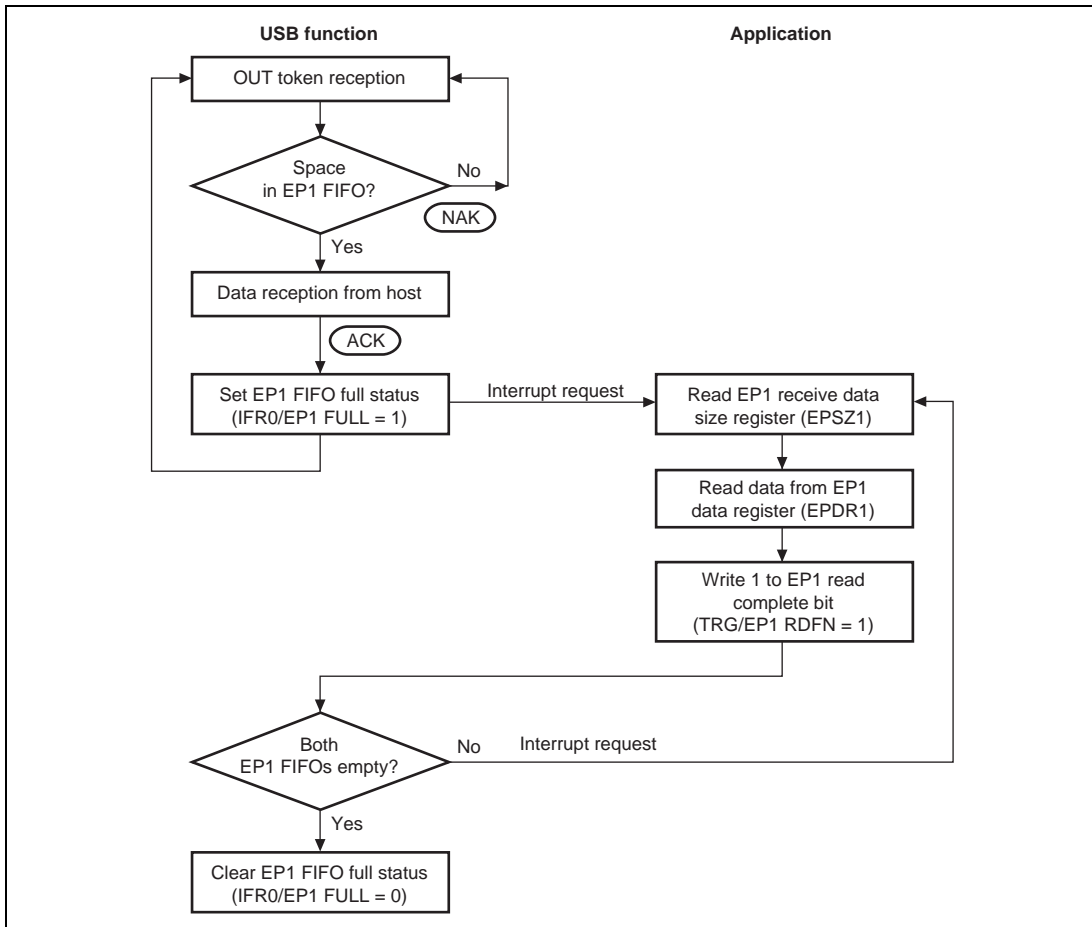 USB function
Application
OUT token reception
Space
in EP1 FIFO?
No
NAK
Yes
Data reception from host
ACK
Set EP1 FIFO full status
(IFR0/EP1 FULL = 1)
Interrupt request
Read EP1 receive data
size register (EPSZ1)
Read data from EP1
data register (EPDR1)
Write 1 to EP1 read
complete bit
(TRG/EP1 RDFN = 1)
Both
EP1 FIFOs empty?
No
Interrupt request
Yes
Clear EP1 FIFO full status
(IFR0/EP1 FULL = 0)